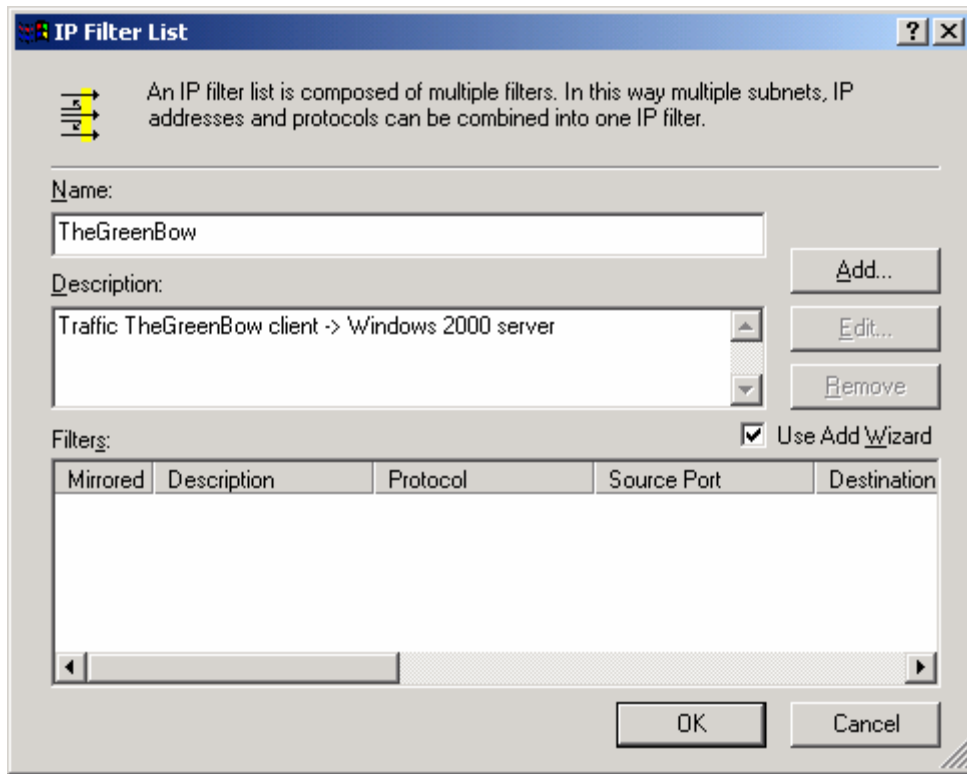 IP Filter List
An IP filter list is composed of multiple filters. In this way multiple subnets, IP
addresses and protocols can be combined into one IP filter.
Name:
TheGreenBow
Add...
Description:
Traffic TheGreenBow client -> Windows 2000 server
Edit...
Remove
Filters:
Use Add Wizard
Mirrored Description Protocol Source Port Destination
OK Cancel